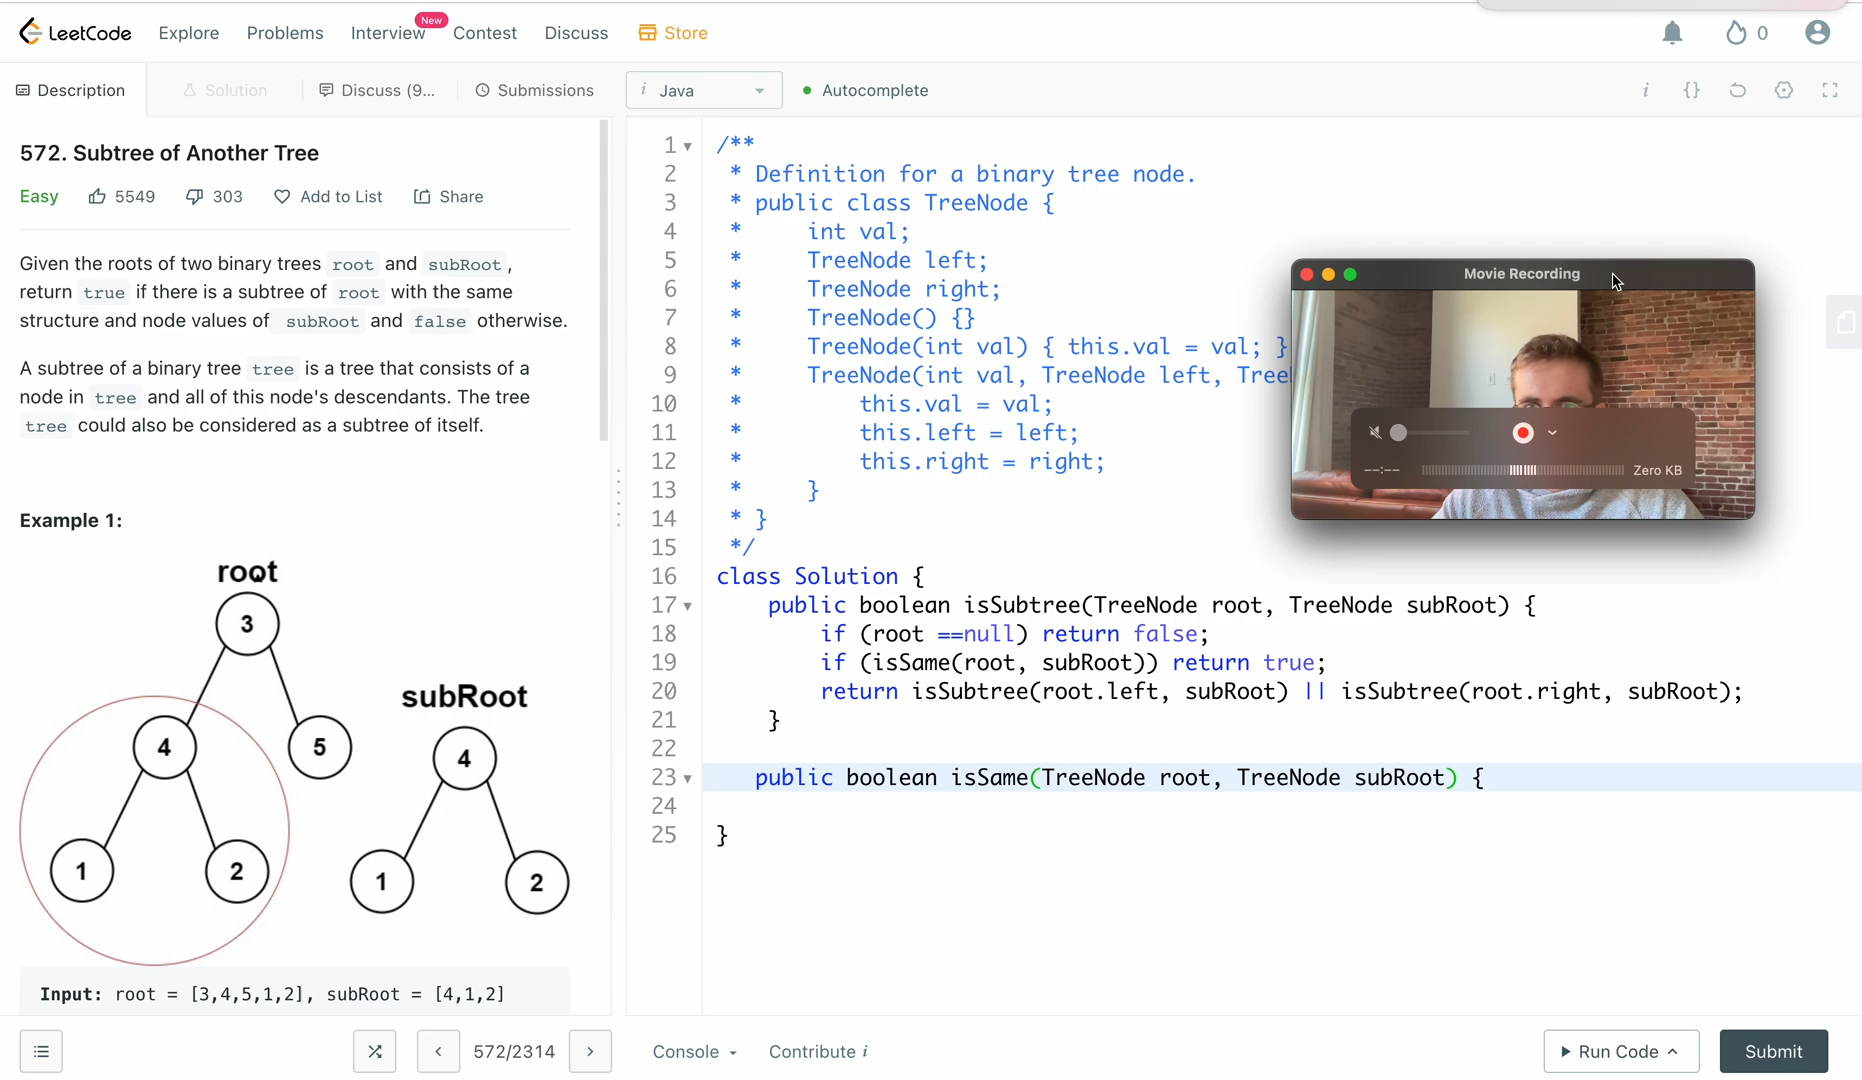 LeetCode
Explore
Problems
Interview
New
Contest
Discuss
Store
0
Description
Solution
Discuss (9...
Submissions
i Java
Autocomplete
i
{}
572. Subtree of Another Tree
Easy
5549
303
Add to List
Share
Given the roots of two binary trees root and subRoot ,
return true if there is a subtree of root with the same
structure and node values of subRoot and false otherwise.
A subtree of a binary tree tree is a tree that consists of a
node in tree and all of this node's descendants. The tree
tree could also be considered as a subtree of itself.
Example 1:
root
3
4
5
1
2
subRoot
4
1
2
Input: root = [3,4,5,1,2], subRoot = [4,1,2]
1 /**
2 * Definition for a binary tree node.
3 * public class TreeNode {
4 *     int val;
5 *     TreeNode left;
6 *     TreeNode right;
7 *     TreeNode() {}
8 *     TreeNode(int val) { this.val = val; }
9 *     TreeNode(int val, TreeNode left, Tree
10 *         this.val = val;
11 *         this.left = left;
12 *         this.right = right;
13 *     }
14 * }
15 */
16 class Solution {
17     public boolean isSubtree(TreeNode root, TreeNode subRoot) {
18         if (root ==null) return false;
19         if (isSame(root, subRoot)) return true;
20         return isSubtree(root.left, subRoot) || isSubtree(root.right, subRoot);
21     }
22
23    public boolean isSame(TreeNode root, TreeNode subRoot) {
24
25 }
Movie Recording
--:--
Zero KB
572/2314
Console
Contribute i
Run Code
Submit